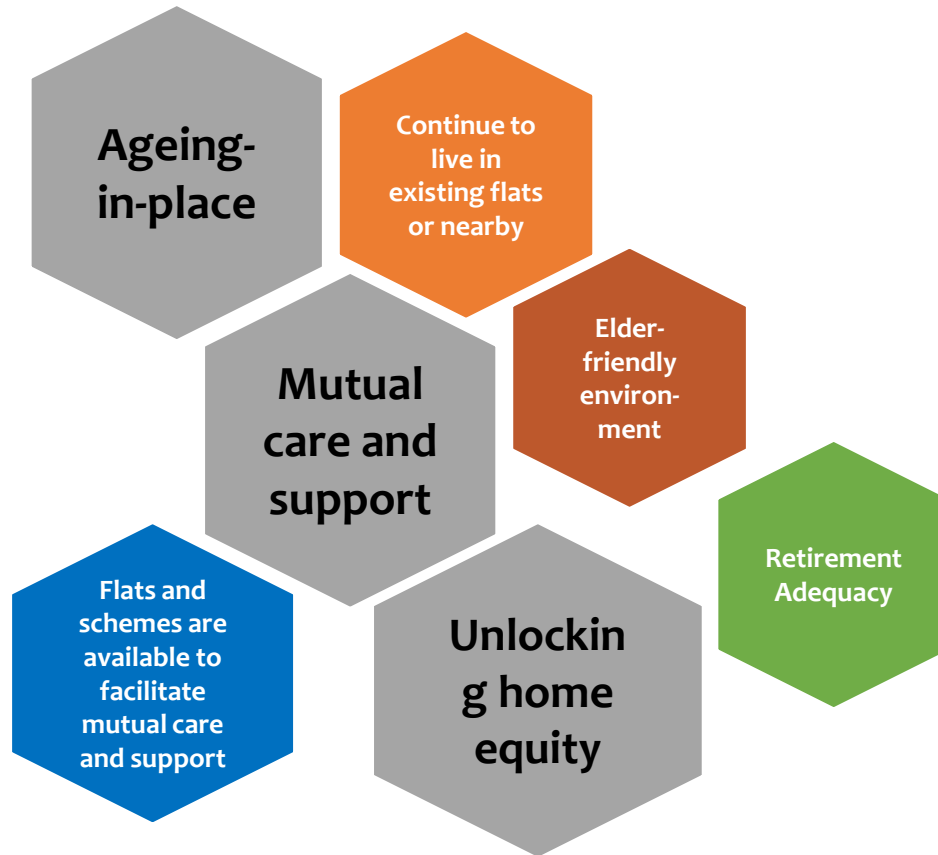 Ageing-
in-place
Continue to
live in
existing flats
or nearby
Elder-
friendly
environ-
ment
Mutual
care and
support
Retirement
Adequacy
Flats and
schemes are
available to
facilitate
mutual care
and support
Unlockin
g home
equity